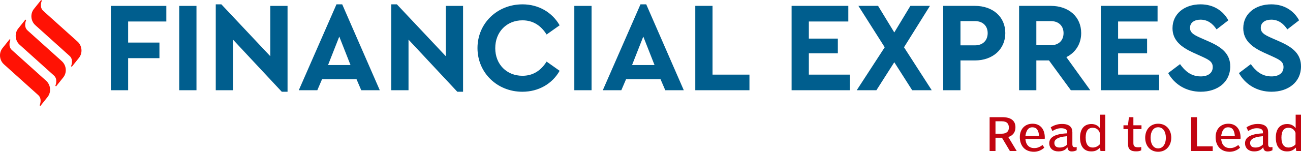 FINANCIAL EXPRESS
Read to Lead